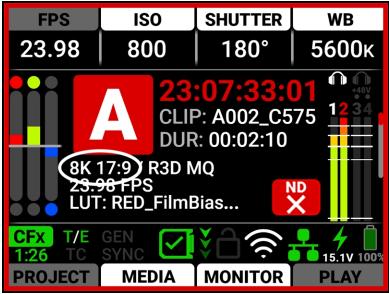 FPS ISO SHUTTER WB
23.98 800 180° 5600K
A
23:07:33:01
CLIP: A002_C575
DUR: 00:02:10
+48V
1 2 3 4
8K 17:9 / R3D MQ
23.98 FPS
LUT: RED_FilmBias...
ND
CFx T/E GEN
1:26 TC SYNC
15.1V 100%
PROJECT MEDIA MONITOR PLAY